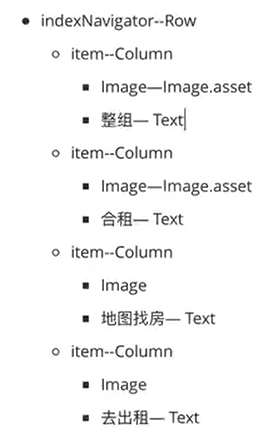 indexNavigator--Row
item--Column
Image—Image.asset
整组— Text
item--Column
Image—Image.asset
合租— Text
item--Column
Image
地图找房— Text
item--Column
Image
去出租— Text